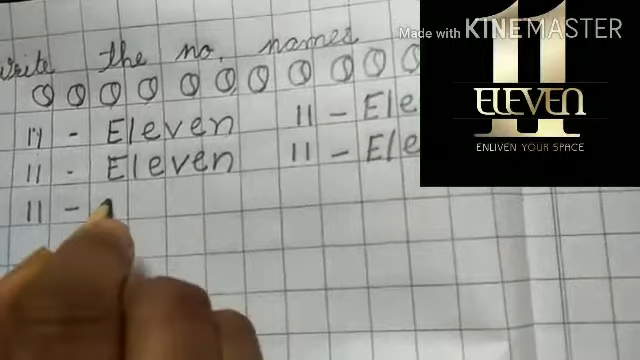 Made with KINEMASTER
Write the no. names
11 - Eleven 11 - Ele
11 - Eleven 11 - Ele
11 -
11
ELEVEN
ENLIVEN YOUR SPACE